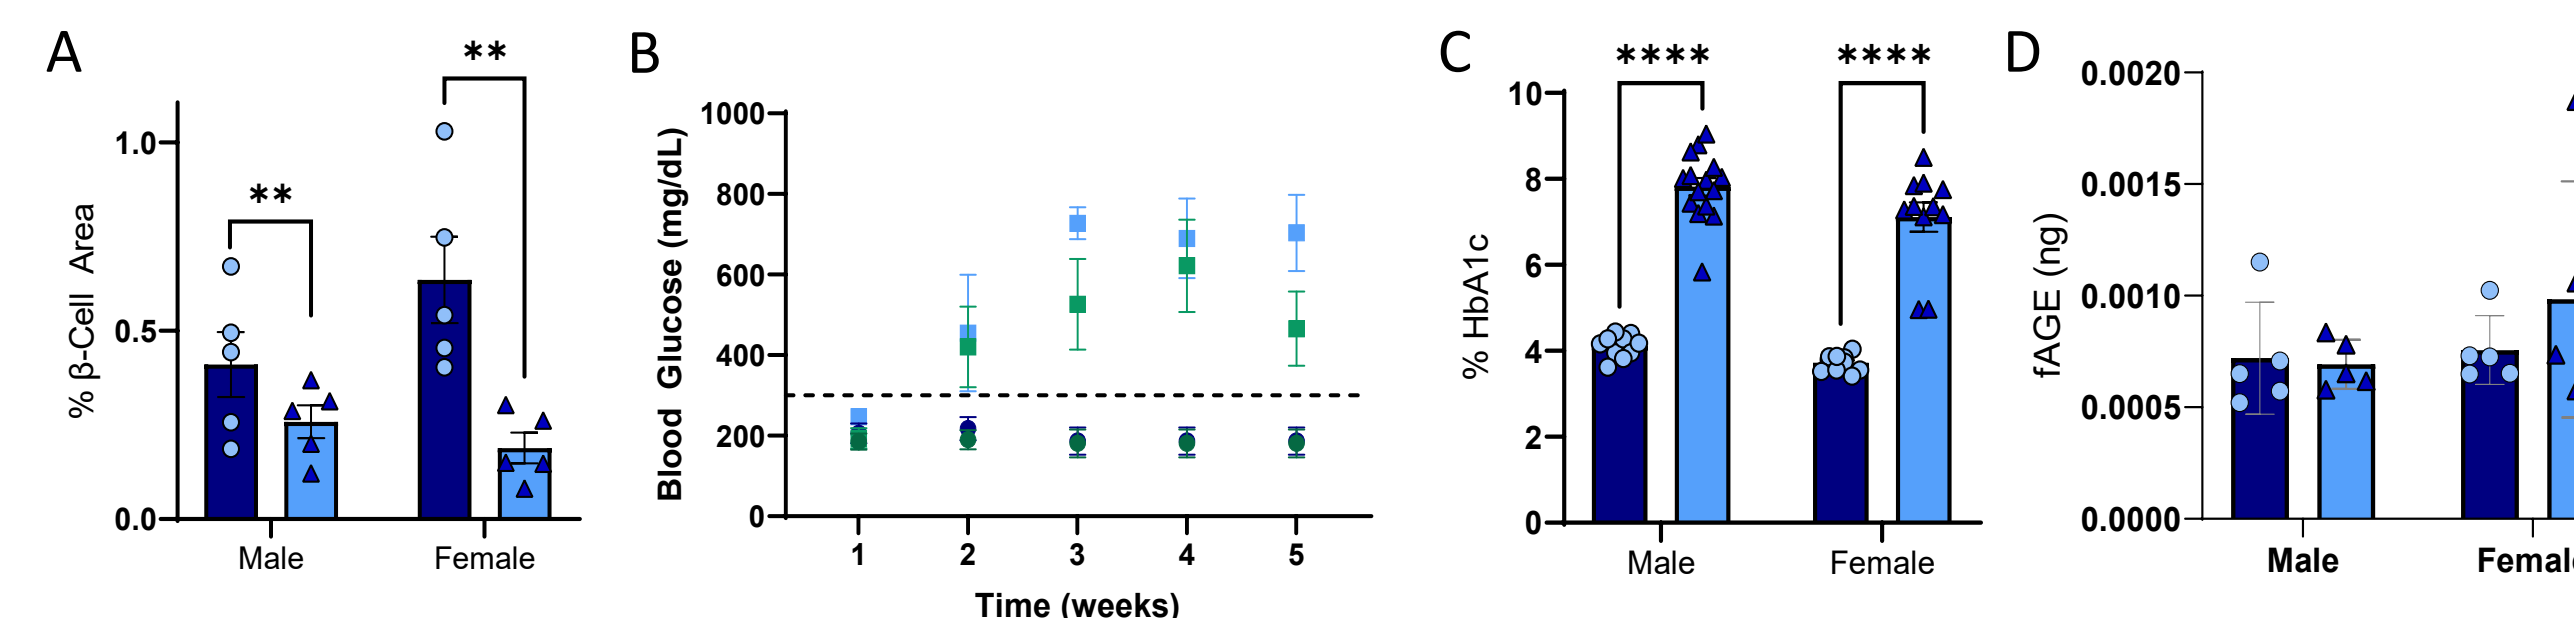 A
% β-Cell Area
1.0
0.5
0.0
**
**
Male
Female
B
Blood Glucose (mg/dL)
1000
800
600
400
200
0
1
2
3
4
5
Time (weeks)
C
% HbA1c
10
8
6
4
2
0
****
****
Male
Female
D
fAGE (ng)
0.0020
0.0015
0.0010
0.0005
0.0000
Male
Female